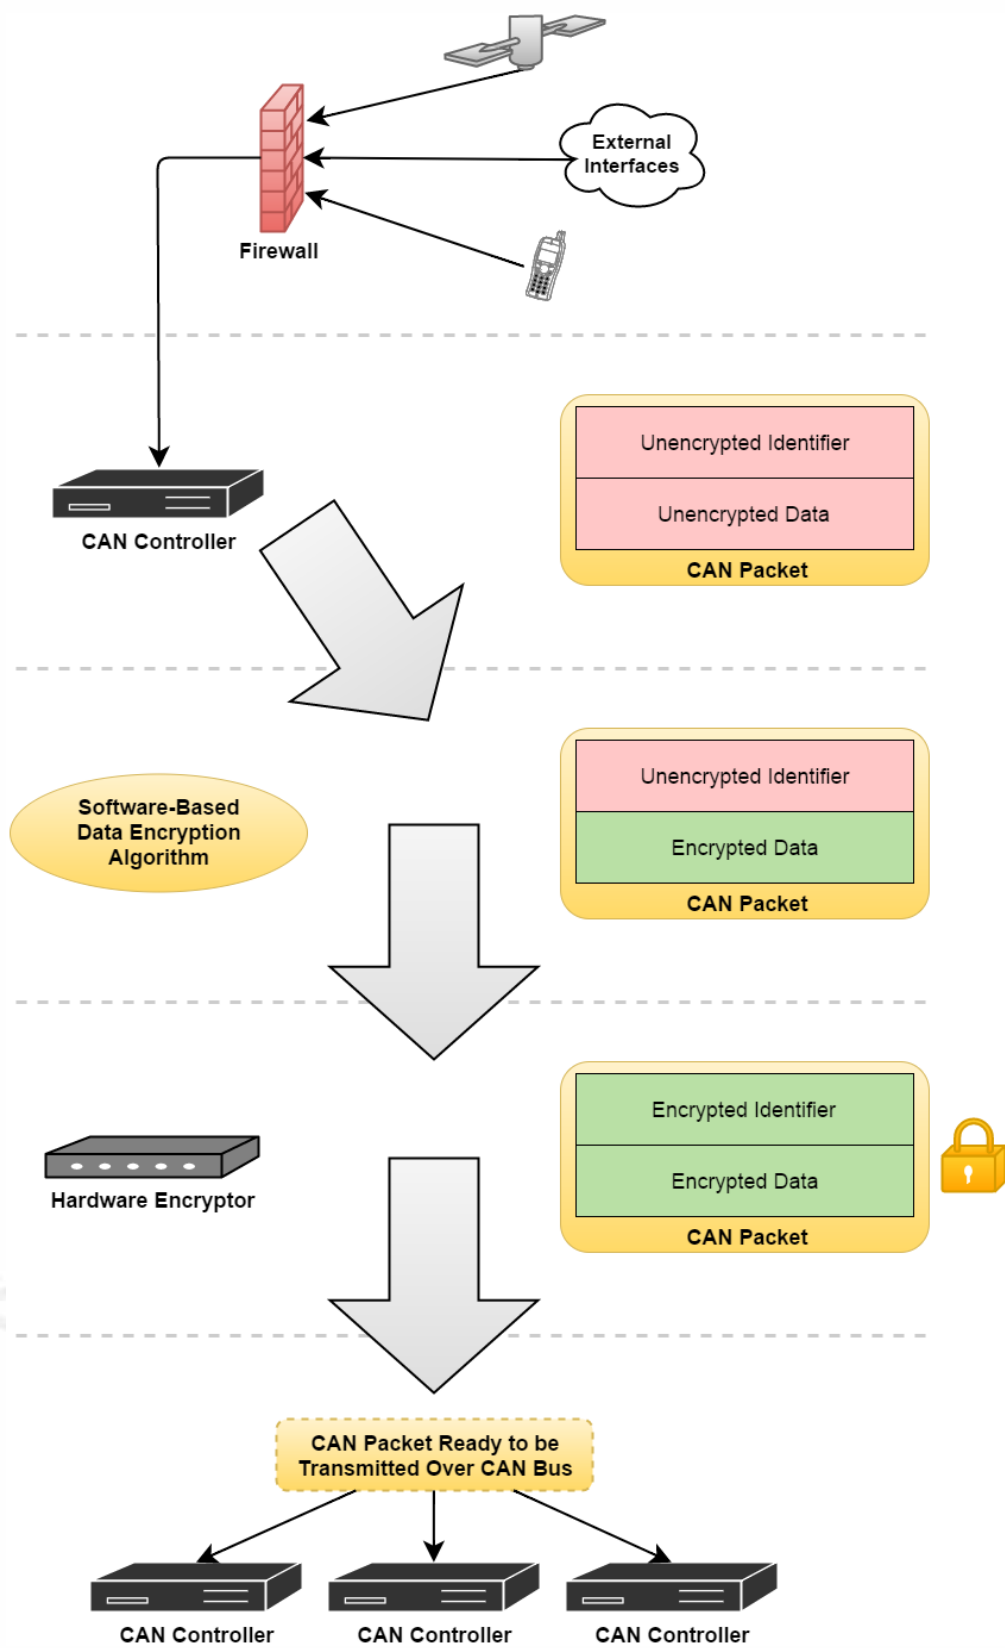 External
Interfaces
Firewall
Unencrypted Identifier
Unencrypted Data
CAN Packet
CAN Controller
Unencrypted Identifier
Encrypted Data
CAN Packet
Software-Based
Data Encryption
Algorithm
Encrypted Identifier
Encrypted Data
CAN Packet
Hardware Encryptor
CAN Packet Ready to be
Transmitted Over CAN Bus
CAN Controller
CAN Controller
CAN Controller